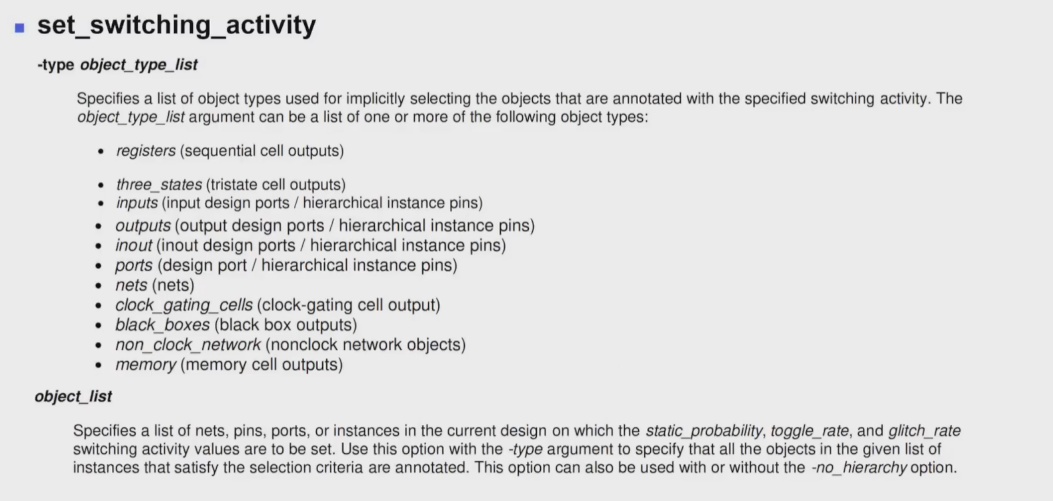 set_switching_activity
-type object_type_list
Specifies a list of object types used for implicitly selecting the objects that are annotated with the specified switching activity. The
object_type_list argument can be a list of one or more of the following object types:
• registers (sequential cell outputs)
• three_states (tristate cell outputs)
• inputs (input design ports / hierarchical instance pins)
• outputs (output design ports / hierarchical instance pins)
• inout (inout design ports / hierarchical instance pins)
• ports (design port / hierarchical instance pins)
• nets (nets)
• clock_gating_cells (clock-gating cell output)
• black_boxes (black box outputs)
• non_clock_network (nonclock network objects)
• memory (memory cell outputs)
object_list
Specifies a list of nets, pins, ports, or instances in the current design on which the static_probability, toggle_rate, and glitch_rate
switching activity values are to be set. Use this option with the -type argument to specify that all the objects in the given list of
instances that satisfy the selection criteria are annotated. This option can also be used with or without the -no_hierarchy option.